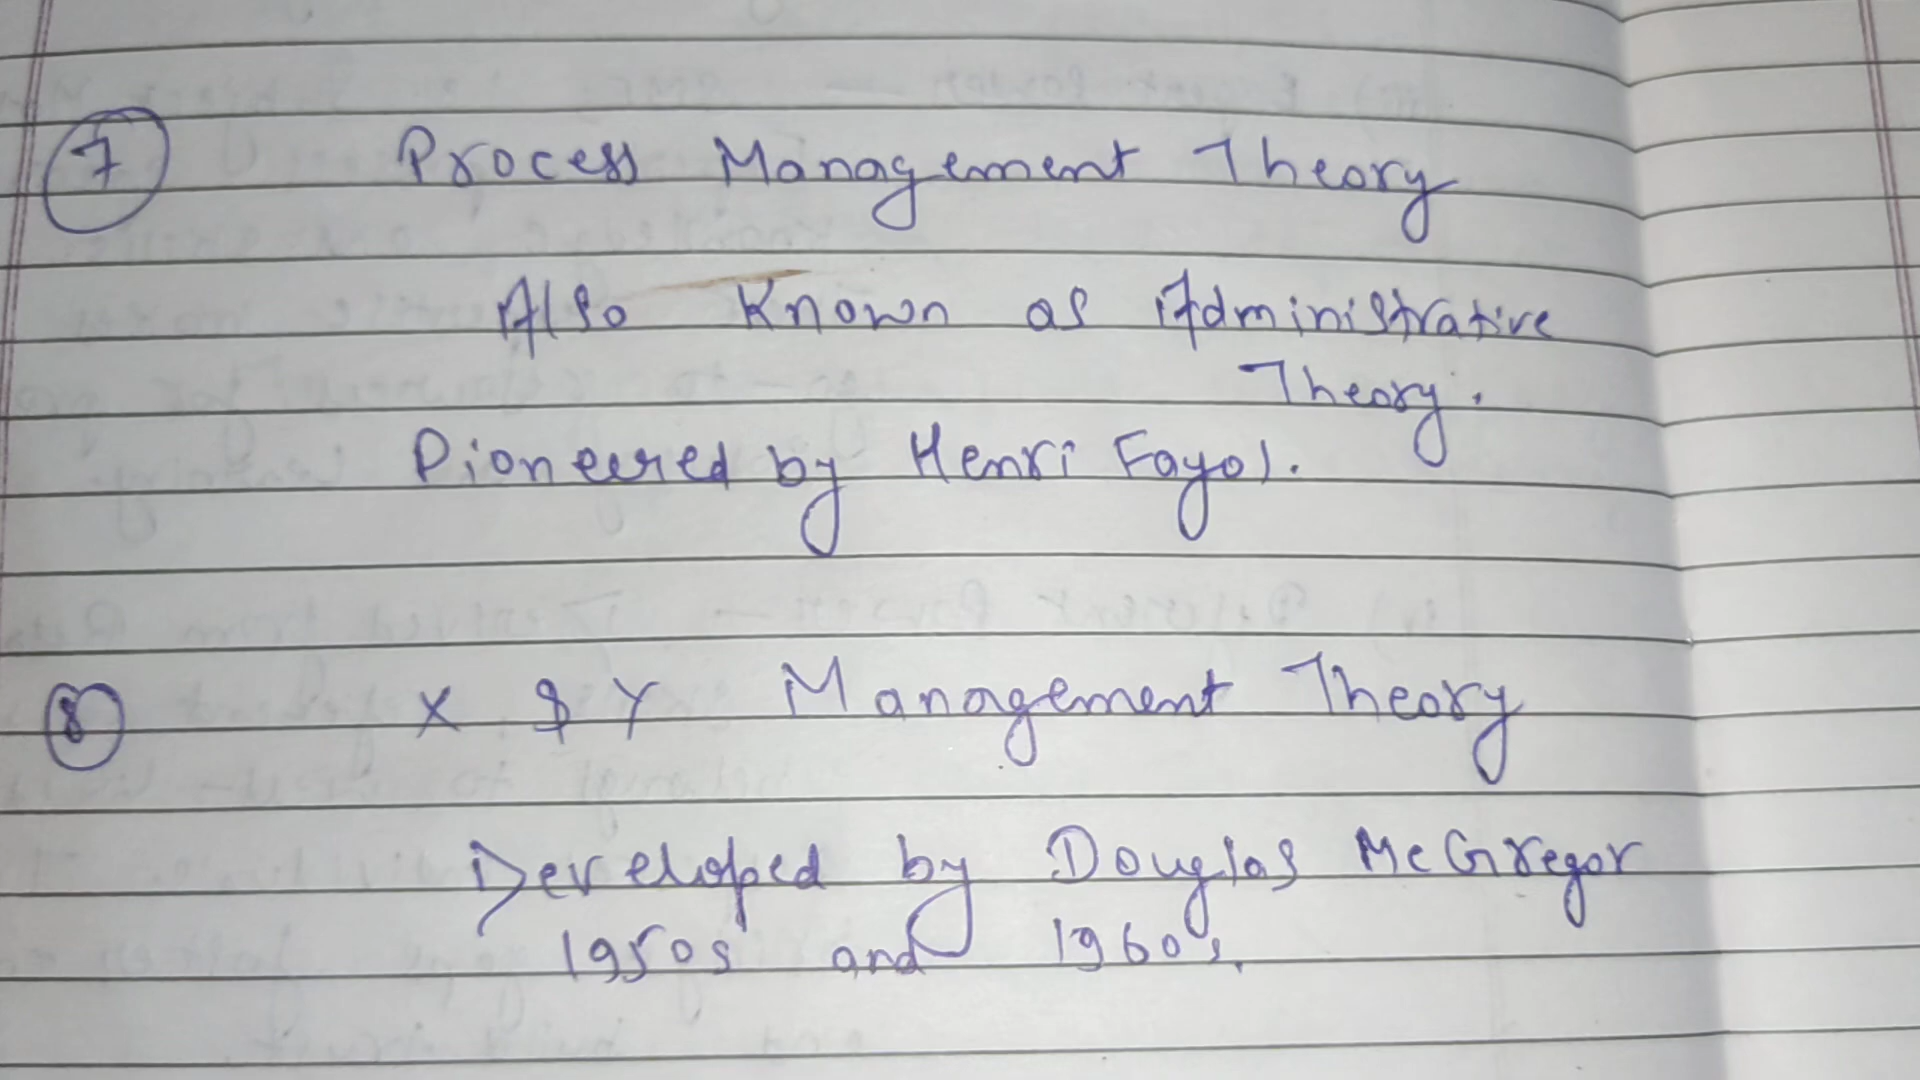 7 Process Management Theory
Also Known as Administrative
Theory.
Pioneered by Henri Fayol.
8 X & Y Management Theory
Developed by Douglas McGregor
1950s and 1960s.